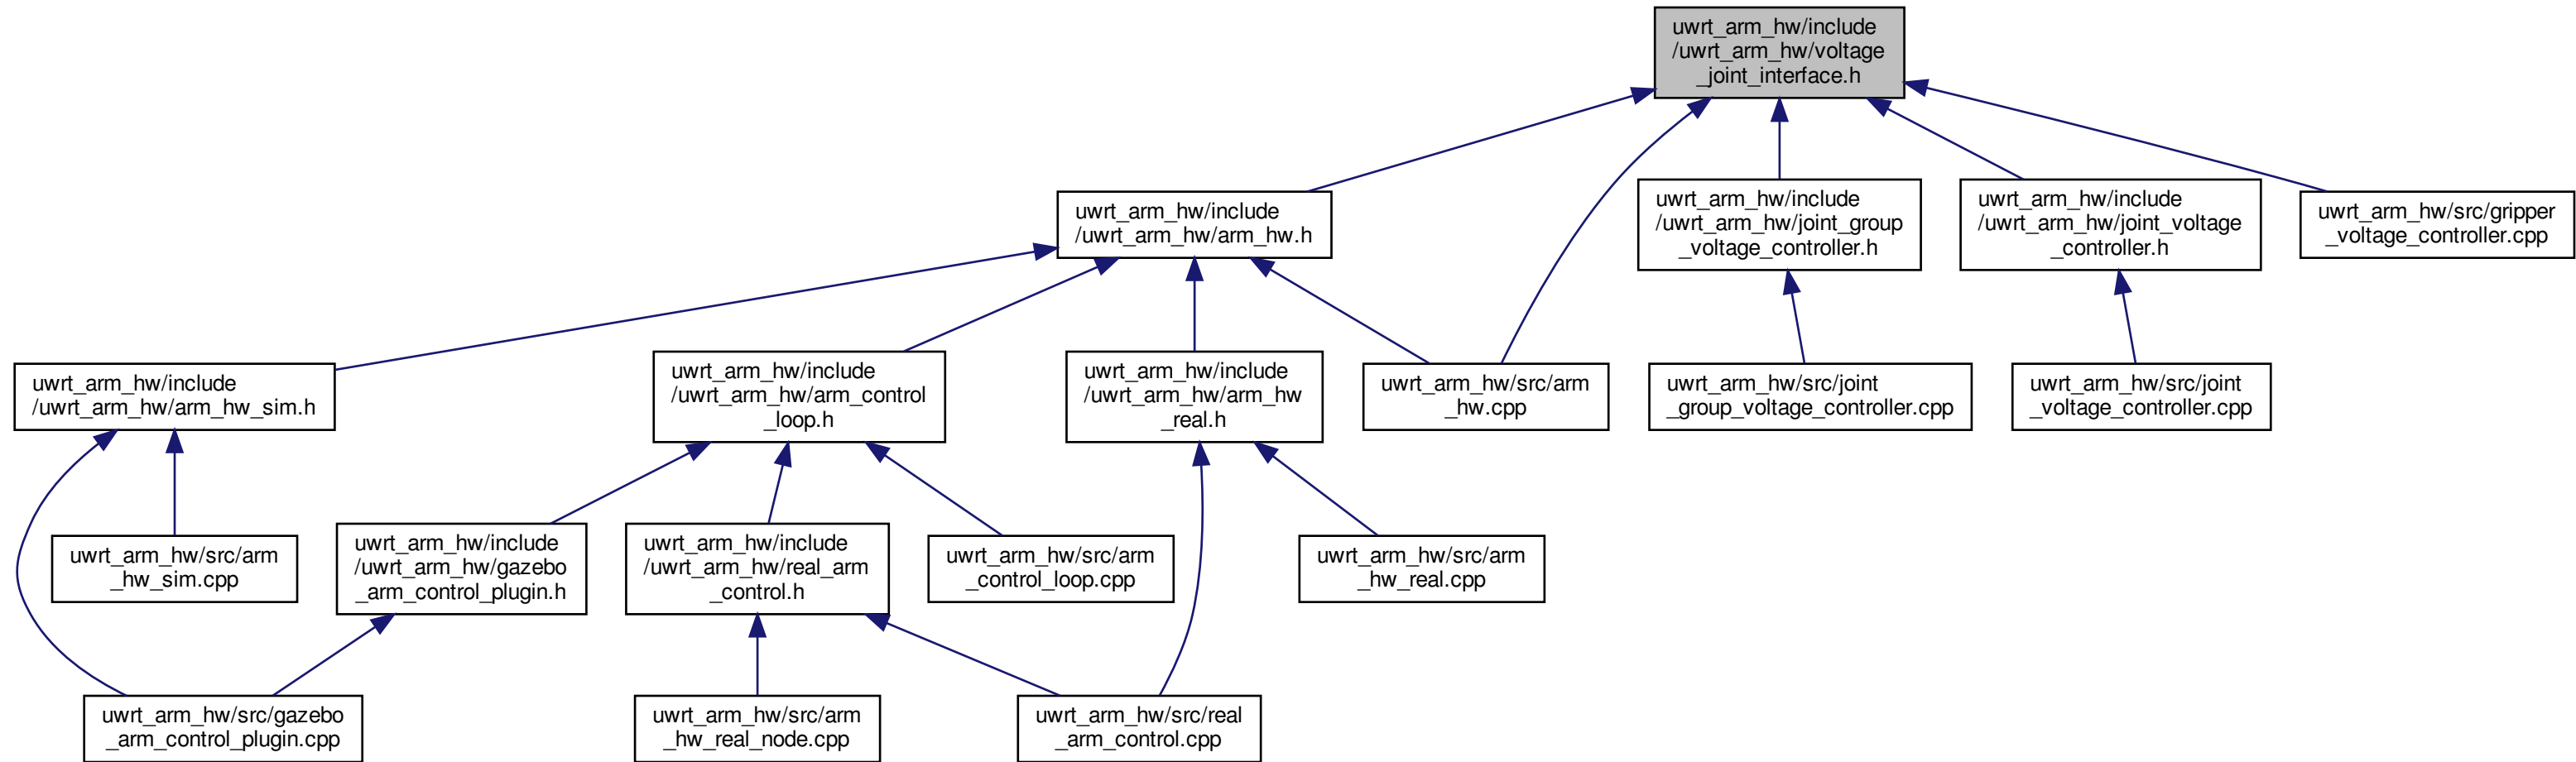 uwrt_arm_hw/include
/uwrt_arm_hw/voltage
_joint_interface.h
uwrt_arm_hw/include
/uwrt_arm_hw/arm_hw.h
uwrt_arm_hw/include
/uwrt_arm_hw/joint_group
_voltage_controller.h
uwrt_arm_hw/include
/uwrt_arm_hw/joint_voltage
_controller.h
uwrt_arm_hw/src/gripper
_voltage_controller.cpp
uwrt_arm_hw/include
/uwrt_arm_hw/arm_hw_sim.h
uwrt_arm_hw/include
/uwrt_arm_hw/arm_control
_loop.h
uwrt_arm_hw/include
/uwrt_arm_hw/arm_hw
_real.h
uwrt_arm_hw/src/arm
_hw.cpp
uwrt_arm_hw/src/joint
_group_voltage_controller.cpp
uwrt_arm_hw/src/joint
_voltage_controller.cpp
uwrt_arm_hw/src/arm
_hw_sim.cpp
uwrt_arm_hw/include
/uwrt_arm_hw/gazebo
_arm_control_plugin.h
uwrt_arm_hw/include
/uwrt_arm_hw/real_arm
_control.h
uwrt_arm_hw/src/arm
_control_loop.cpp
uwrt_arm_hw/src/arm
_hw_real.cpp
uwrt_arm_hw/src/gazebo
_arm_control_plugin.cpp
uwrt_arm_hw/src/arm
_hw_real_node.cpp
uwrt_arm_hw/src/real
_arm_control.cpp